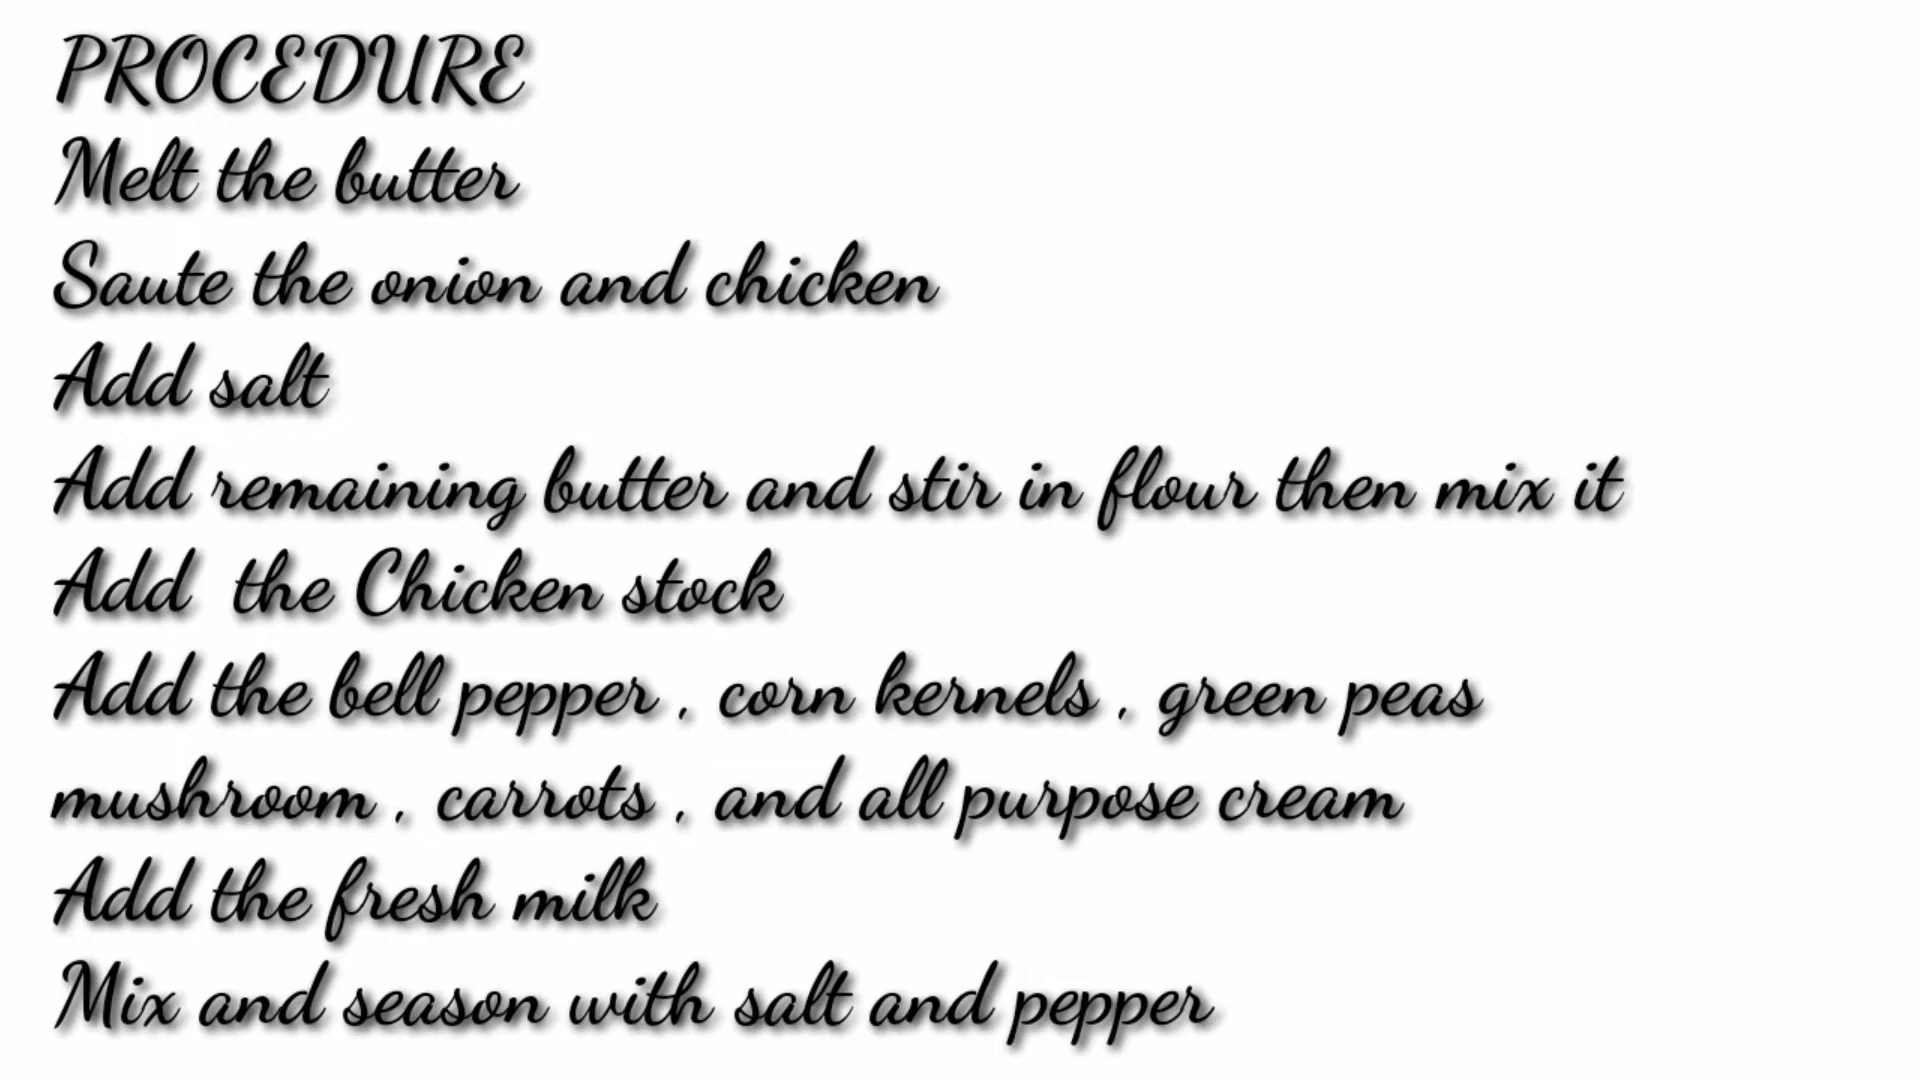 PROCEDURE
Melt the butter
Saute the onion and chicken
Add salt
Add remaining butter and stir in flour then mix it
Add  the Chicken stock
Add the bell pepper , corn kernels , green peas
mushroom , carrots , and all purpose cream
Add the fresh milk
Mix and season with salt and pepper